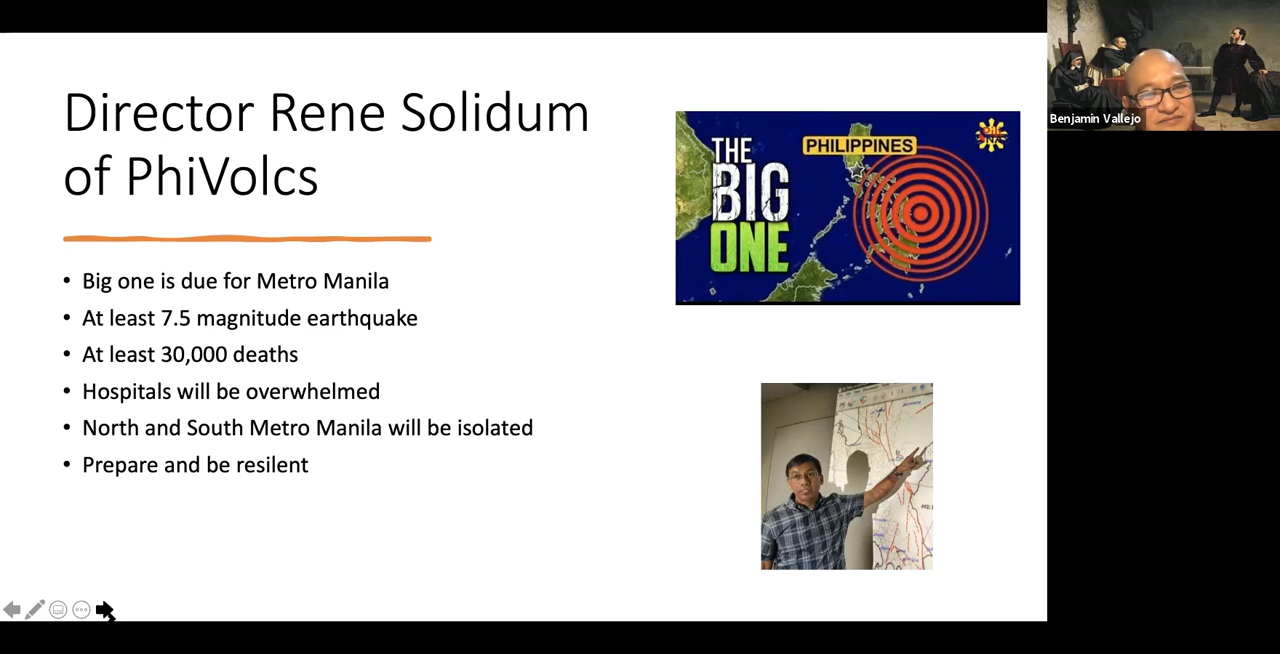 Director Rene Solidum
of PhiVolcs
• Big one is due for Metro Manila
• At least 7.5 magnitude earthquake
• At least 30,000 deaths
• Hospitals will be overwhelmed
• North and South Metro Manila will be isolated
• Prepare and be resilent
THE
BIG
ONE
PHILIPPINES
Benjamin Vallejo